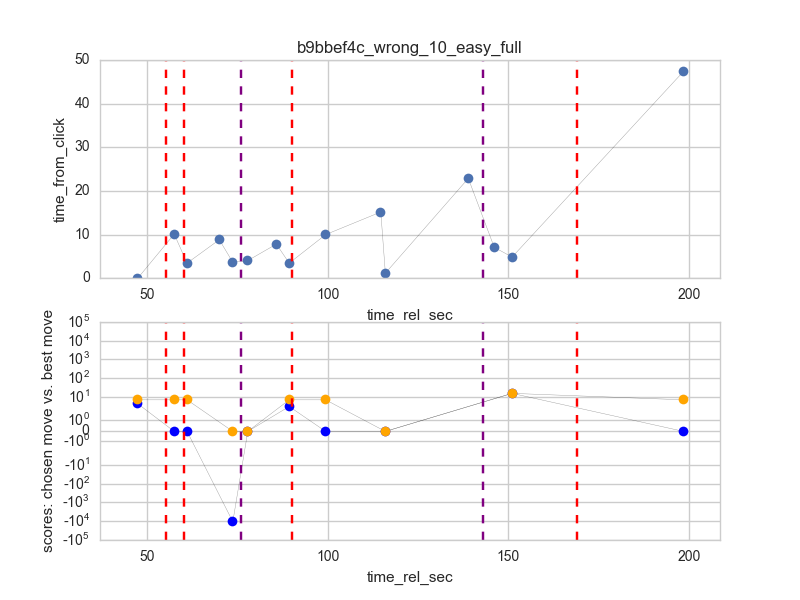 b9bbef4c_wrong_10_easy_full
50
40
30
20
10
0
time_from_click
50 100 150 200
time_rel_sec
10^5
10^4
10^3
10^2
10^1
10^0
0
-10^0
-10^1
-10^2
-10^3
-10^4
-10^5
scores: chosen move vs. best move
50 100 150 200
time_rel_sec